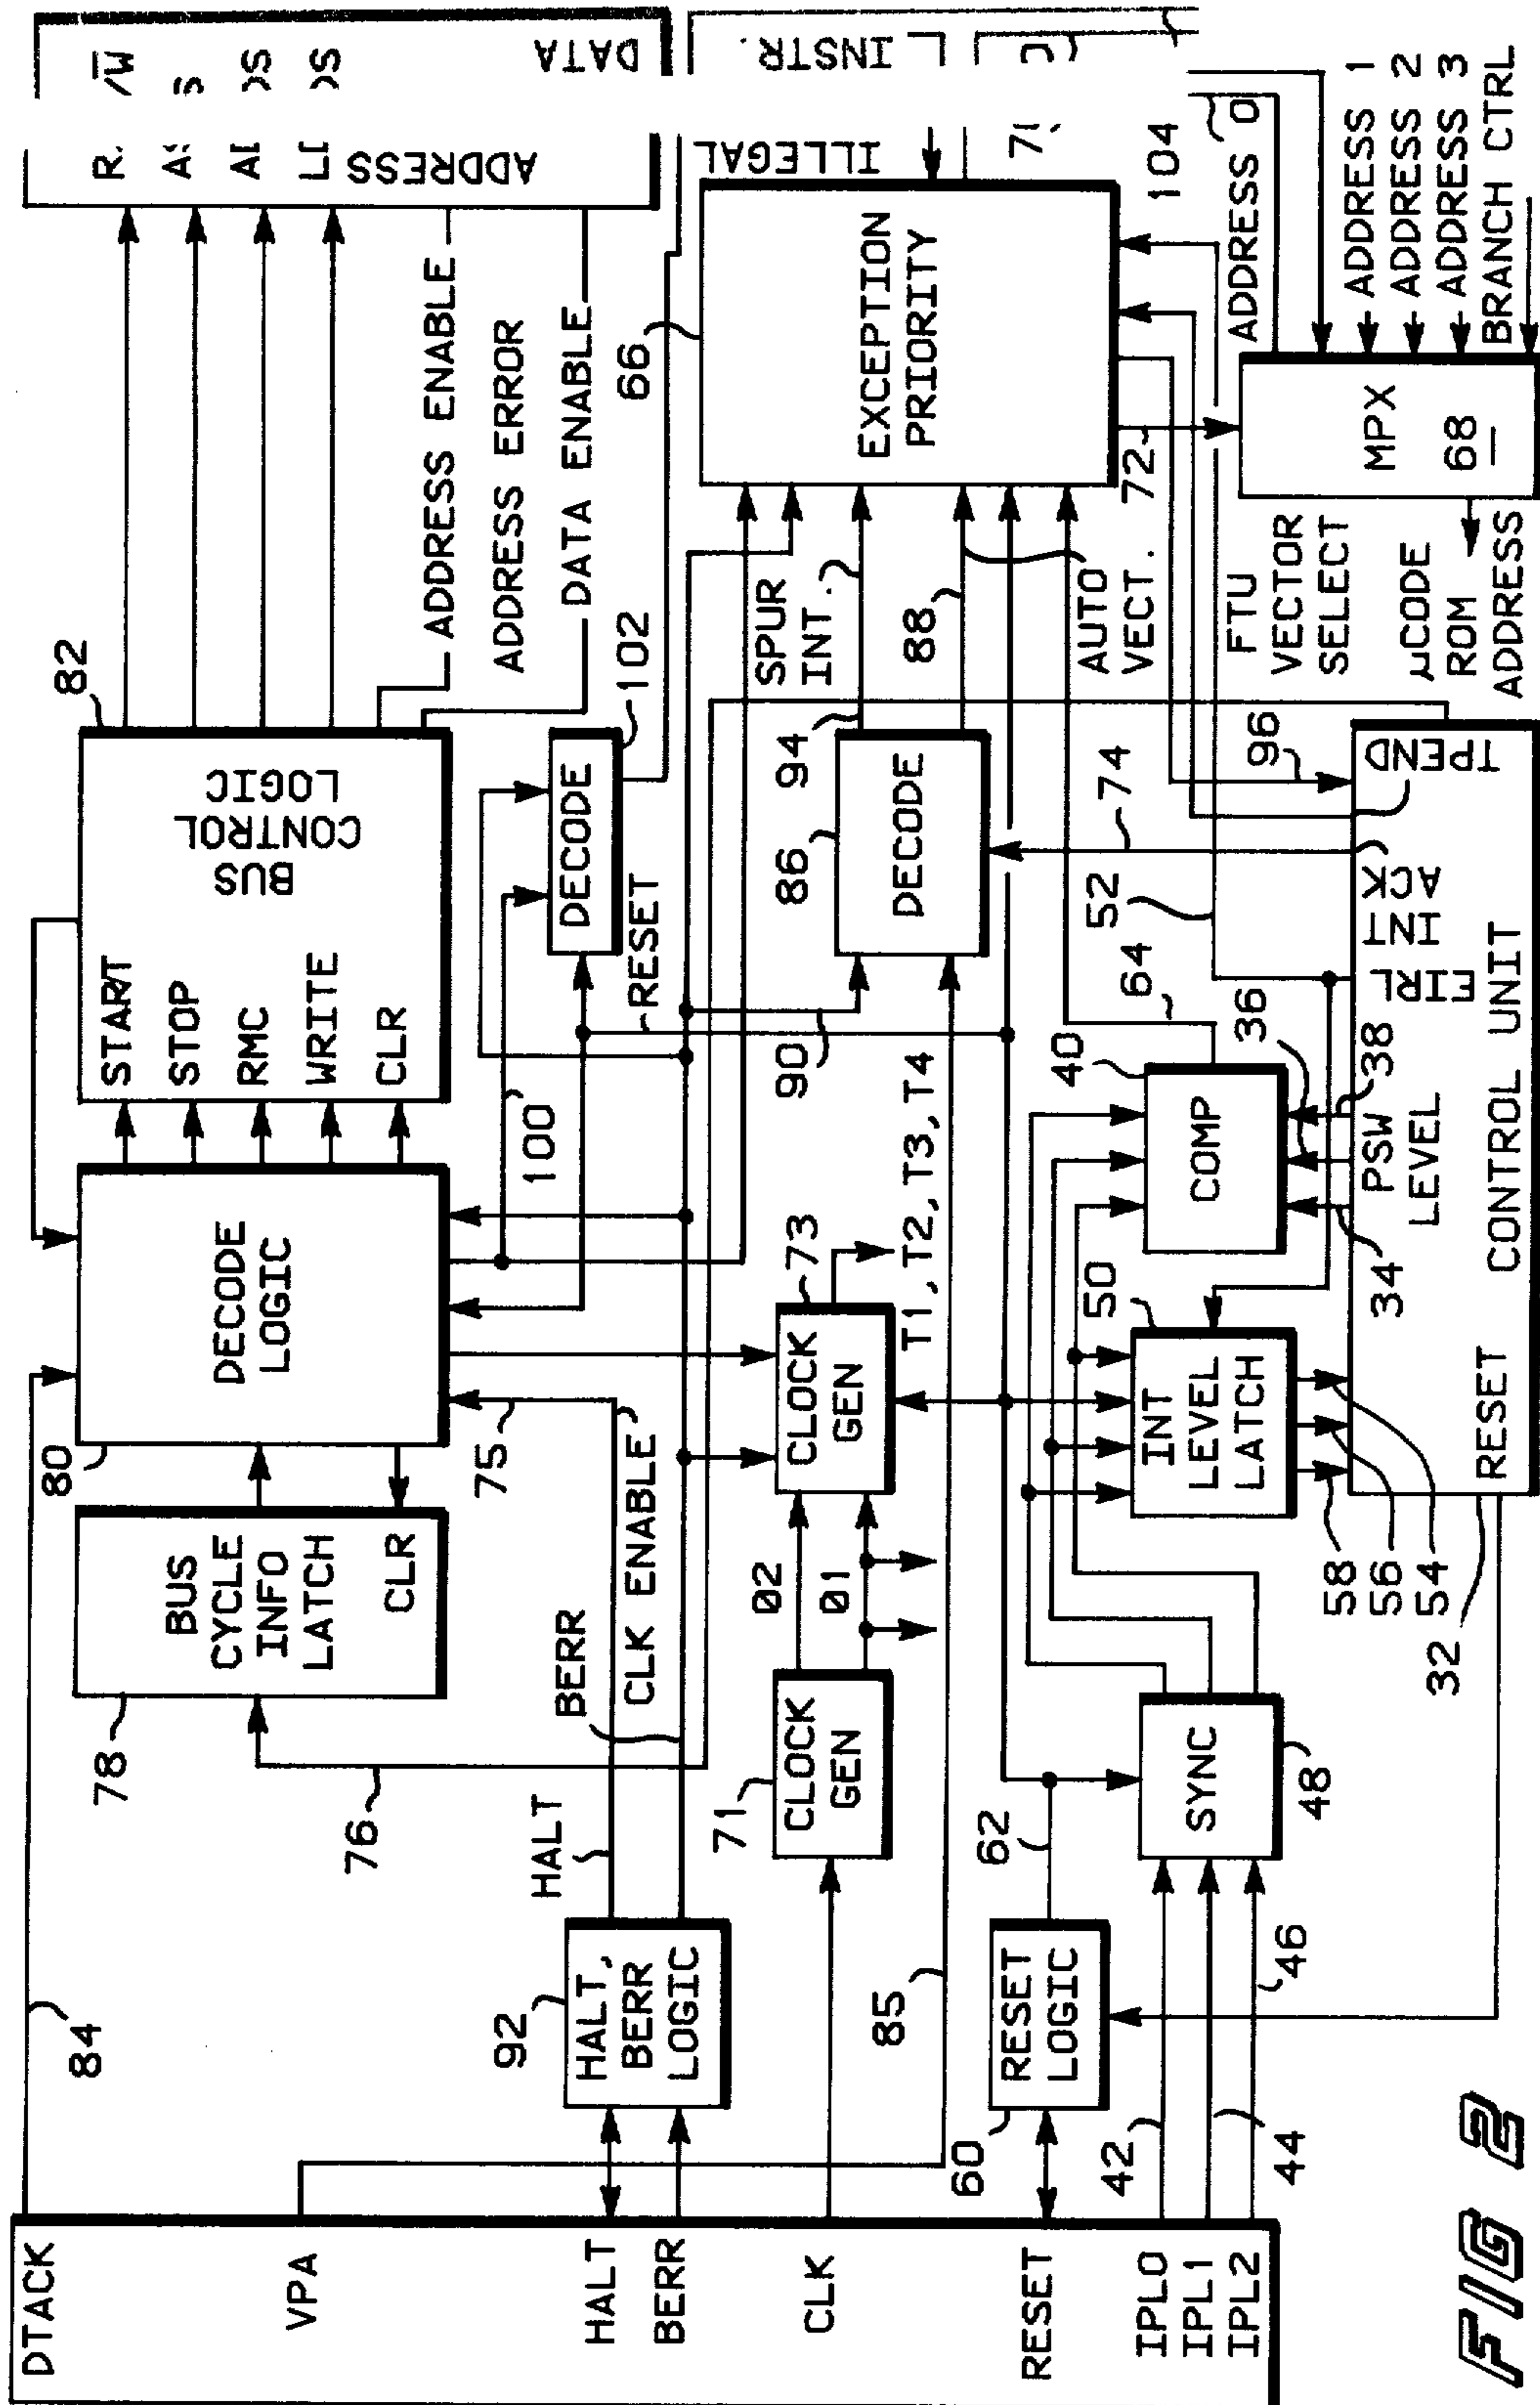 DTACK
VPA
HALT
BERR
CLK
RESET
IPL0
IPL1
IPL2
84
76
78
BUS
CYCLE
INFO
LATCH
CLR
80
DECODE
LOGIC
82
START
STOP
RMC
WRITE
CLR
BUS
CONTROL
LOGIC
ADDRESS
DATA
ADDRESS ENABLE
ADDRESS ERROR
DATA ENABLE
92
HALT,
BERR
LOGIC
HALT
BERR
CLK ENABLE
75
100
DECODE
102
RESET
71
CLOCK
GEN
02
01
CLOCK
GEN
73
T1,T2,T3,T4
85
90
86
DECODE
94
88
SPUR
INT.
AUTO
VECT.
66
EXCEPTION
PRIORITY
ILLEGAL
INSTR.
104
72
60
RESET
LOGIC
62
42
44
46
SYNC
48
INT
LEVEL
LATCH
50
58
56
54
COMP
40
64
52
74
96
34
36
38
32
RESET
CONTROL UNIT
PSW
LEVEL
EIRL
INT
ACK
TPEND
FTU
VECTOR
SELECT
µCODE
ROM
ADDRESS
MPX
68
ADDRESS 0
ADDRESS 1
ADDRESS 2
ADDRESS 3
BRANCH CTRL
FIG 2